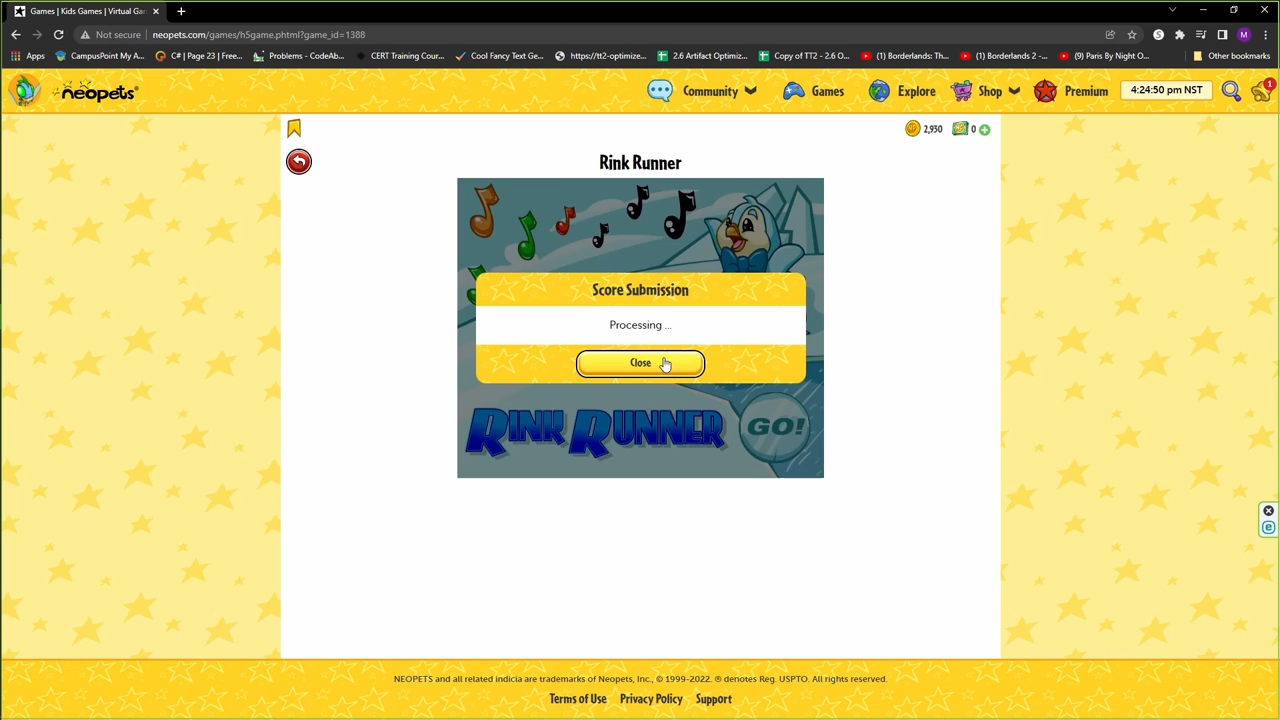 Games | Kids Games | Virtual Gam
Not secure neopets.com/games/h5game.phtml?game_id=1388
M
Apps CampusPoint My A... C# | Page 23 | Free... Problems - CodeAb... CERT Training Cour... Cool Fancy Text Ge... https://tt2-optimize... 2.6 Artifact Optimiz... Copy of TT2 - 2.6 O... (1) Borderlands: Th... (1) Borderlands 2 -... (9) Paris By Night O... Other bookmarks
neopets Community Games Explore Shop Premium 4:24:50 pm NST 1
2,930 0
Rink Runner
Score Submission
Processing ...
Close
RINK RUNNER GO!
NEOPETS and all related indicia are trademarks of Neopets, Inc., © 1999-2022. ® denotes Reg. USPTO. All rights reserved.
Terms of Use Privacy Policy Support